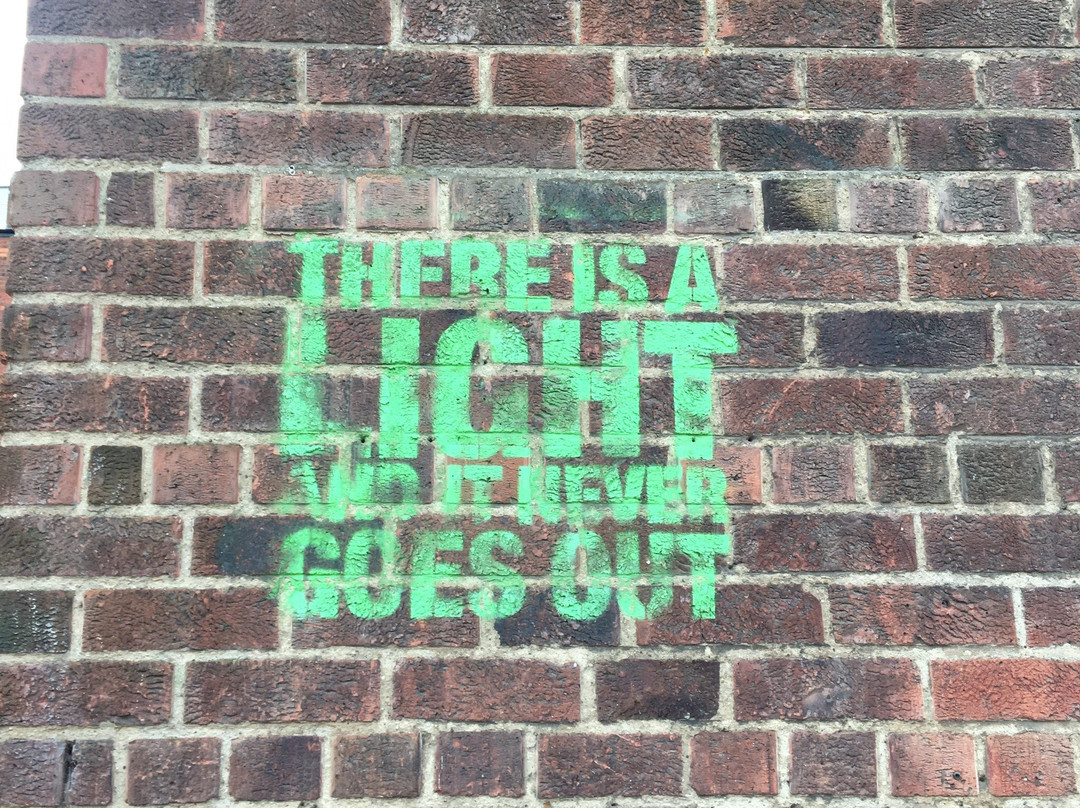 THERE IS A
LIGHT
AND IT NEVER
GOES OUT